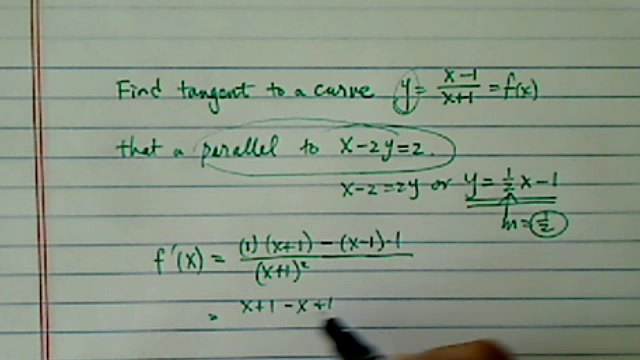 Find tangent to a curve y = (x-1)/(x+1) = f(x)
that a parallel to x-2y=2.
x-2=2y or y=1/2x-1
m=1/2
f'(x) = ((1)(x+1)-(x-1)·1)/(x+1)²
= x+1-x+1